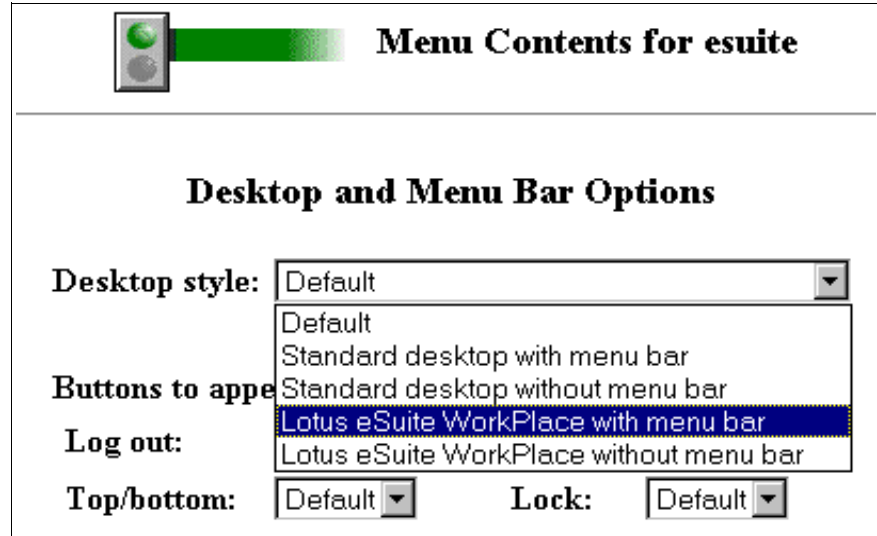 Menu Contents for esuite
Desktop and Menu Bar Options
Desktop style: Default
Default
Standard desktop with menu bar
Buttons to appe Standard desktop without menu bar
Lotus eSuite WorkPlace with menu bar
Log out:
Lotus eSuite WorkPlace without menu bar
Top/bottom: Default Lock: Default